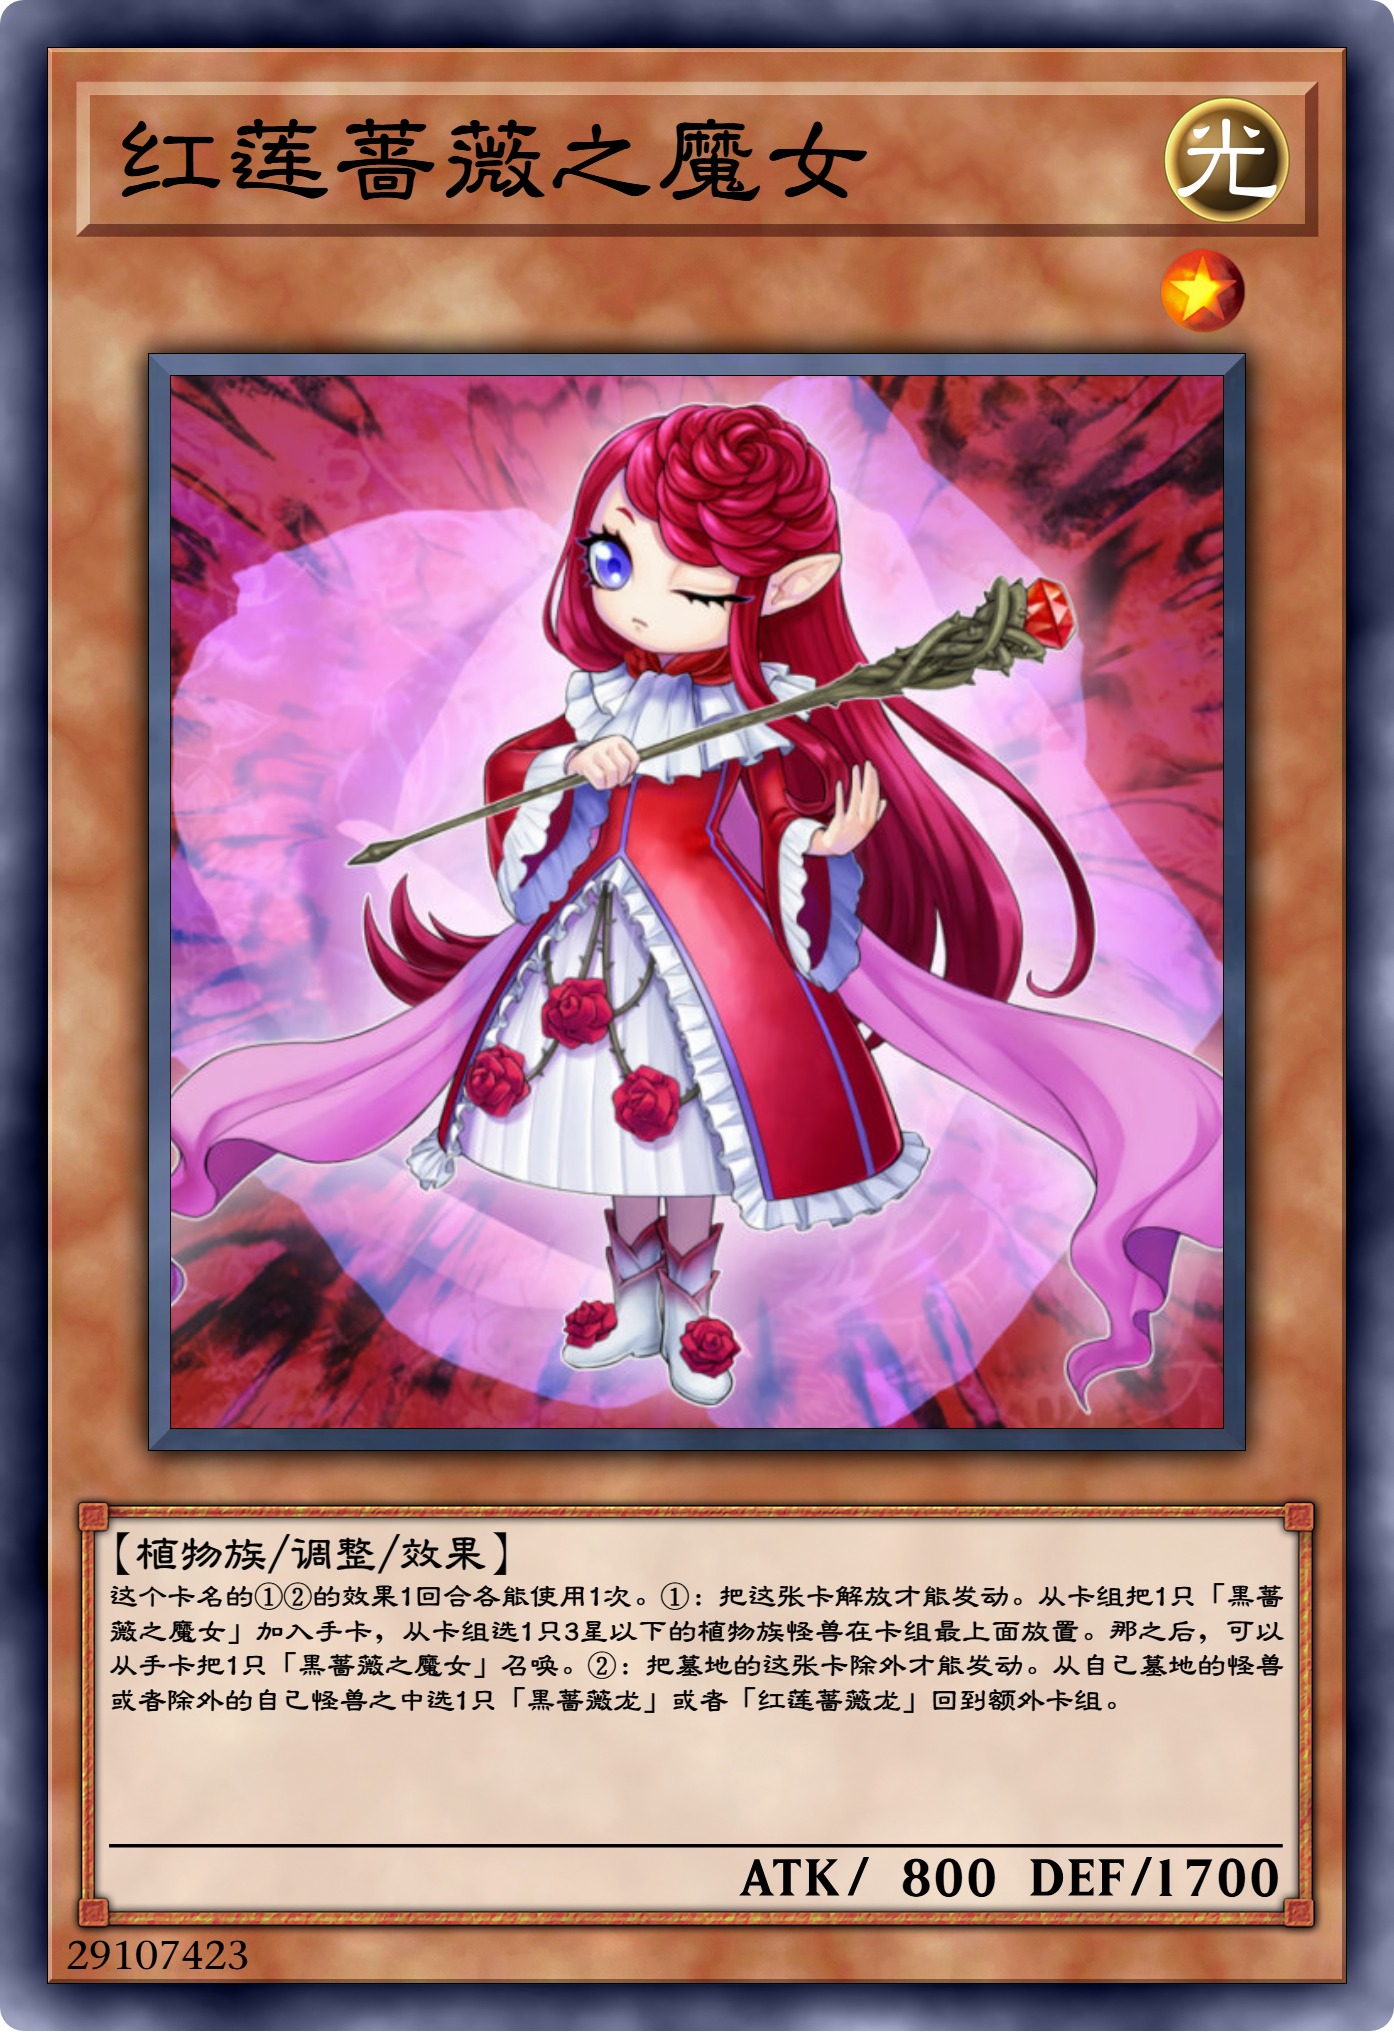 红莲蔷薇之魔女
光
【植物族/调整/效果】
这个卡名的①②的效果1回合各能使用1次。①：把这张卡解放才能发动。从卡组把1只「黑蔷
薇之魔女」加入手卡，从卡组选1只3星以下的植物族怪兽在卡组最上面放置。那之后，可以
从手卡把1只「黑蔷薇之魔女」召唤。②：把墓地的这张卡除外才能发动。从自己墓地的怪兽
或者除外的自己怪兽之中选1只「黑蔷薇龙」或者「红莲蔷薇龙」回到额外卡组。
ATK/ 800 DEF/1700
29107423